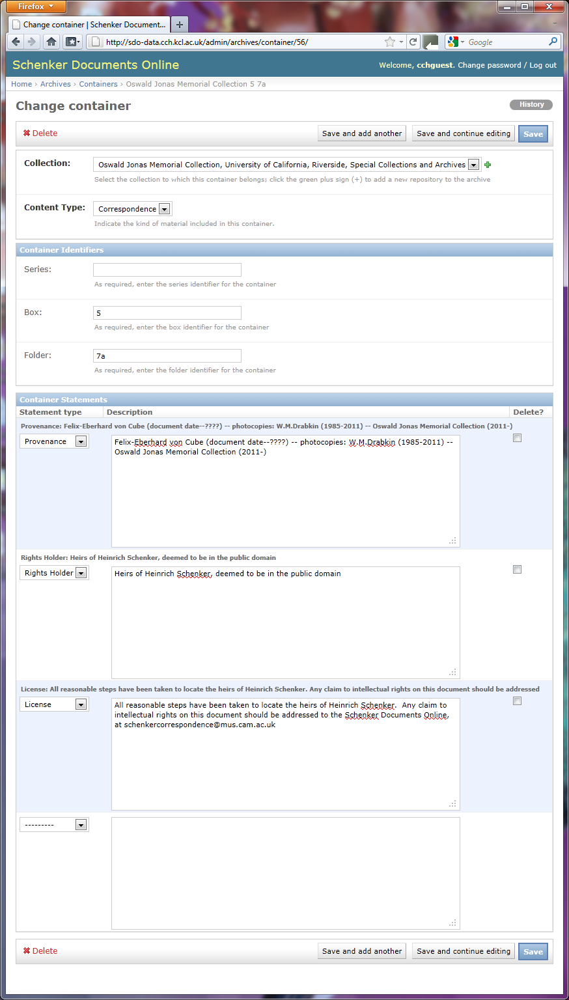 Firefox
Change container | Schenker Document...
http://sdo-data.cch.kcl.ac.uk/admin/archives/container/56/
Google
Schenker Documents Online
Welcome, cchguest. Change password / Log out
Home › Archives › Containers › Oswald Jonas Memorial Collection 5 7a
Change container
History
Delete
Save and add another
Save and continue editing
Save
Collection:
Oswald Jonas Memorial Collection, University of California, Riverside, Special Collections and Archives
Select the collection to which this container belongs; click the green plus sign (+) to add a new repository to the archive
Content Type:
Correspondence
Indicate the kind of material included in this container.
Container Identifiers
Series:
As required, enter the series identifier for the container
Box:
5
As required, enter the box identifier for the container
Folder:
7a
As required, enter the folder identifier for the container
Container Statements
Statement type
Description
Delete?
Provenance: Felix-Eberhard von Cube (document date--????) -- photocopies: W.M.Drabkin (1985-2011) -- Oswald Jonas Memorial Collection (2011-)
Provenance
Felix-Eberhard von Cube (document date--????) -- photocopies: W.M.Drabkin (1985-2011) --
Oswald Jonas Memorial Collection (2011-)
Rights Holder: Heirs of Heinrich Schenker, deemed to be in the public domain
Rights Holder
Heirs of Heinrich Schenker, deemed to be in the public domain
License: All reasonable steps have been taken to locate the heirs of Heinrich Schenker. Any claim to intellectual rights on this document should be addressed
License
All reasonable steps have been taken to locate the heirs of Heinrich Schenker.  Any claim to
intellectual rights on this document should be addressed to the Schenker Documents Online,
at schenkercorrespondence@mus.cam.ac.uk
---------
Delete
Save and add another
Save and continue editing
Save